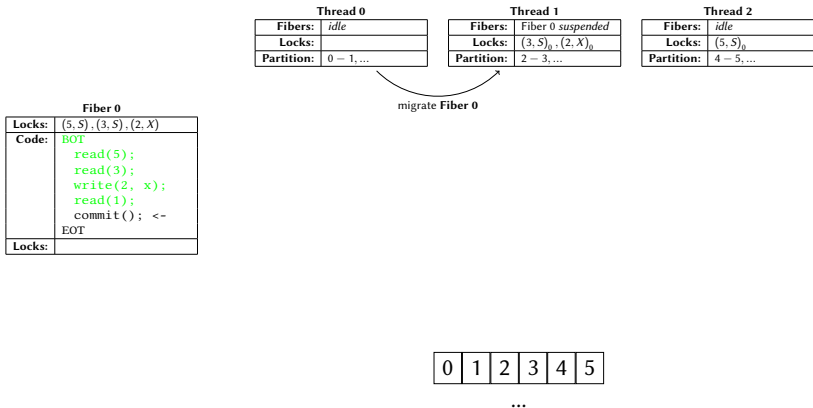 Thread 0
Fibers: idle
Locks:
Partition: 0 − 1, ...
Thread 1
Fibers: Fiber 0 suspended
Locks: (3, S)₀ , (2, X)₀
Partition: 2 − 3, ...
Thread 2
Fibers: idle
Locks: (5, S)₀
Partition: 4 − 5, ...
migrate Fiber 0
Fiber 0
Locks: (5, S) , (3, S) , (2, X)
Code: BOT
read(5);
read(3);
write(2, x);
read(1);
commit(); <-
EOT
Locks:
0 1 2 3 4 5
...